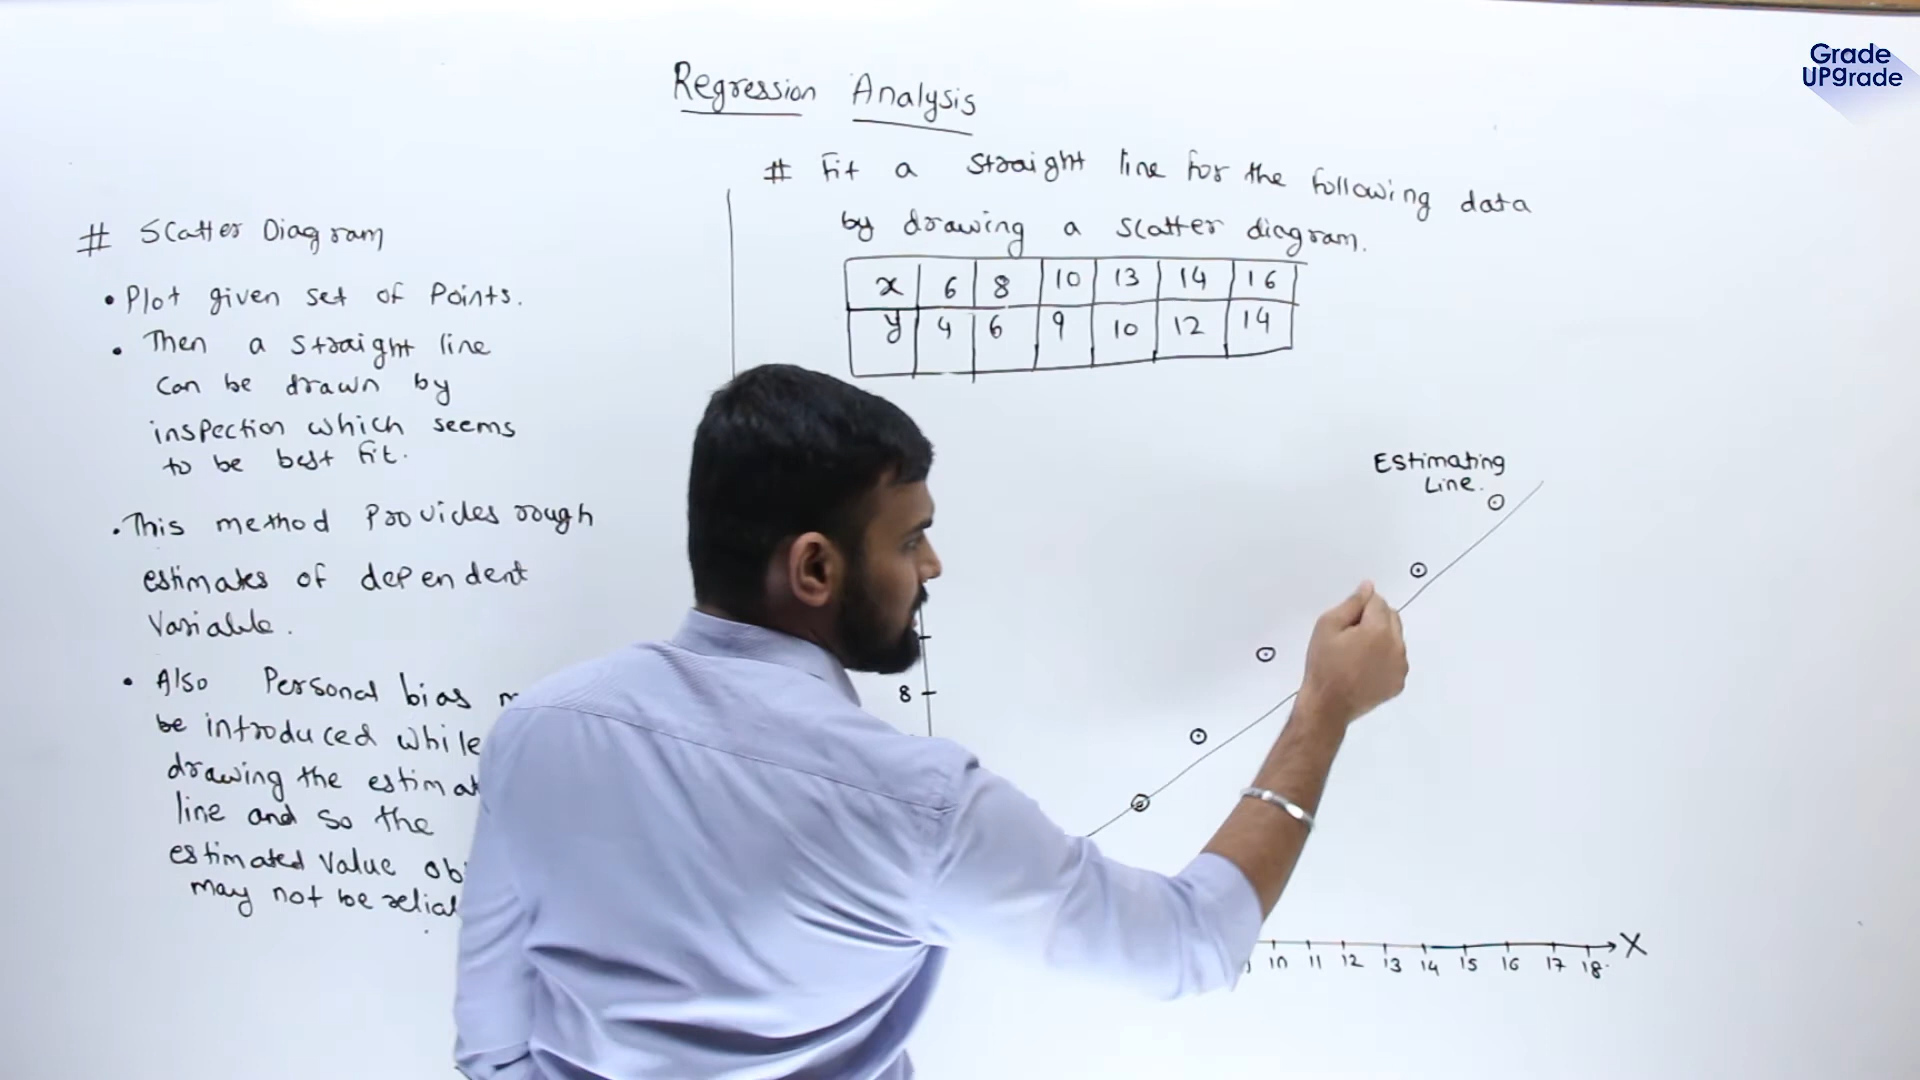 Grade
UPgrade
Regression Analysis
# Fit a straight line for the following data
by drawing a scatter diagram.
x 6 8 10 13 14 16
y 4 6 9 10 12 14
# Scatter Diagram
• Plot given set of Points.
• Then a straight line
can be drawn by
inspection which seems
to be best fit.
• This method Provides rough
estimates of dependent
Variable.
• Also Personal bias
be introduced while
drawing the
line and so the
estimated value
may not be
Estimating
Line.
8
10 11 12 13 14 15 16 17 18 X